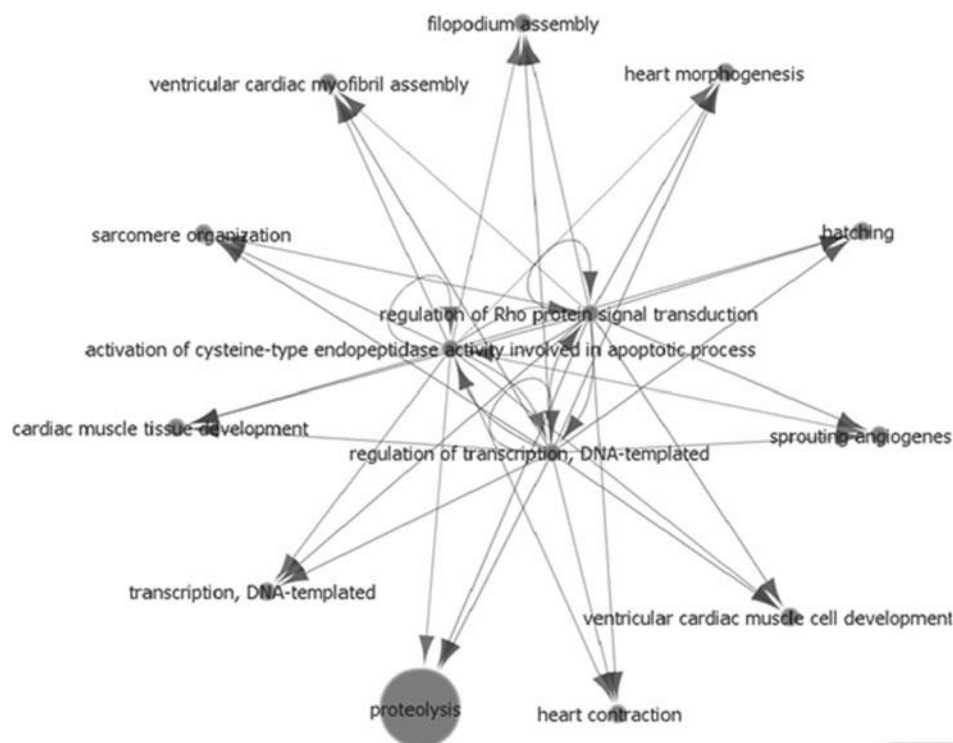 filopodium assembly
heart morphogenesis
ventricular cardiac myofibril assembly
hatching
sarcomere organization
regulation of Rho protein signal transduction
activation of cysteine-type endopeptidase activity involved in apoptotic process
cardiac muscle tissue development
sprouting angiogenes
regulation of transcription, DNA-templated
transcription, DNA-templated
ventricular cardiac muscle cell development
proteolysis
heart contraction